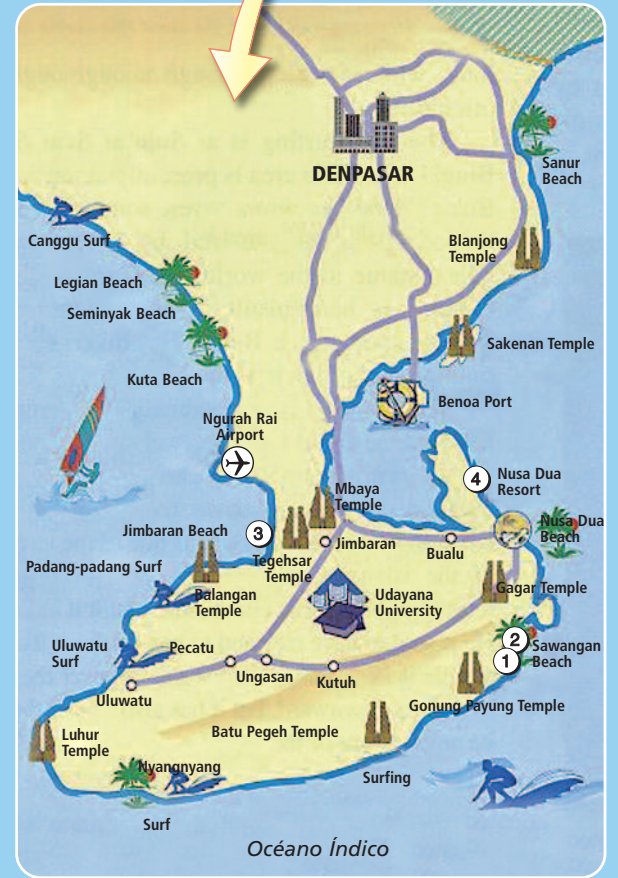 DENPASAR
Sanur
Beach
Canggu Surf
Blanjong
Temple
Legian Beach
Seminyak Beach
Sakenan Temple
Kuta Beach
Benoa Port
Ngurah Rai
Airport
4
Nusa Dua
Resort
Mbaya
Temple
Nusa Dua
Beach
Jimbaran Beach
3
Jimbaran
Bualu
Tegehsar
Temple
Padang-padang Surf
Balangan
Temple
Udayana
University
Gagar Temple
Uluwatu
Surf
Pecatu
2
1
Sawangan
Beach
Ungasan
Kutuh
Uluwatu
Gonung Payung Temple
Luhur
Temple
Batu Pegeh Temple
Nyangnyang
Surfing
Surf
Océano Índico